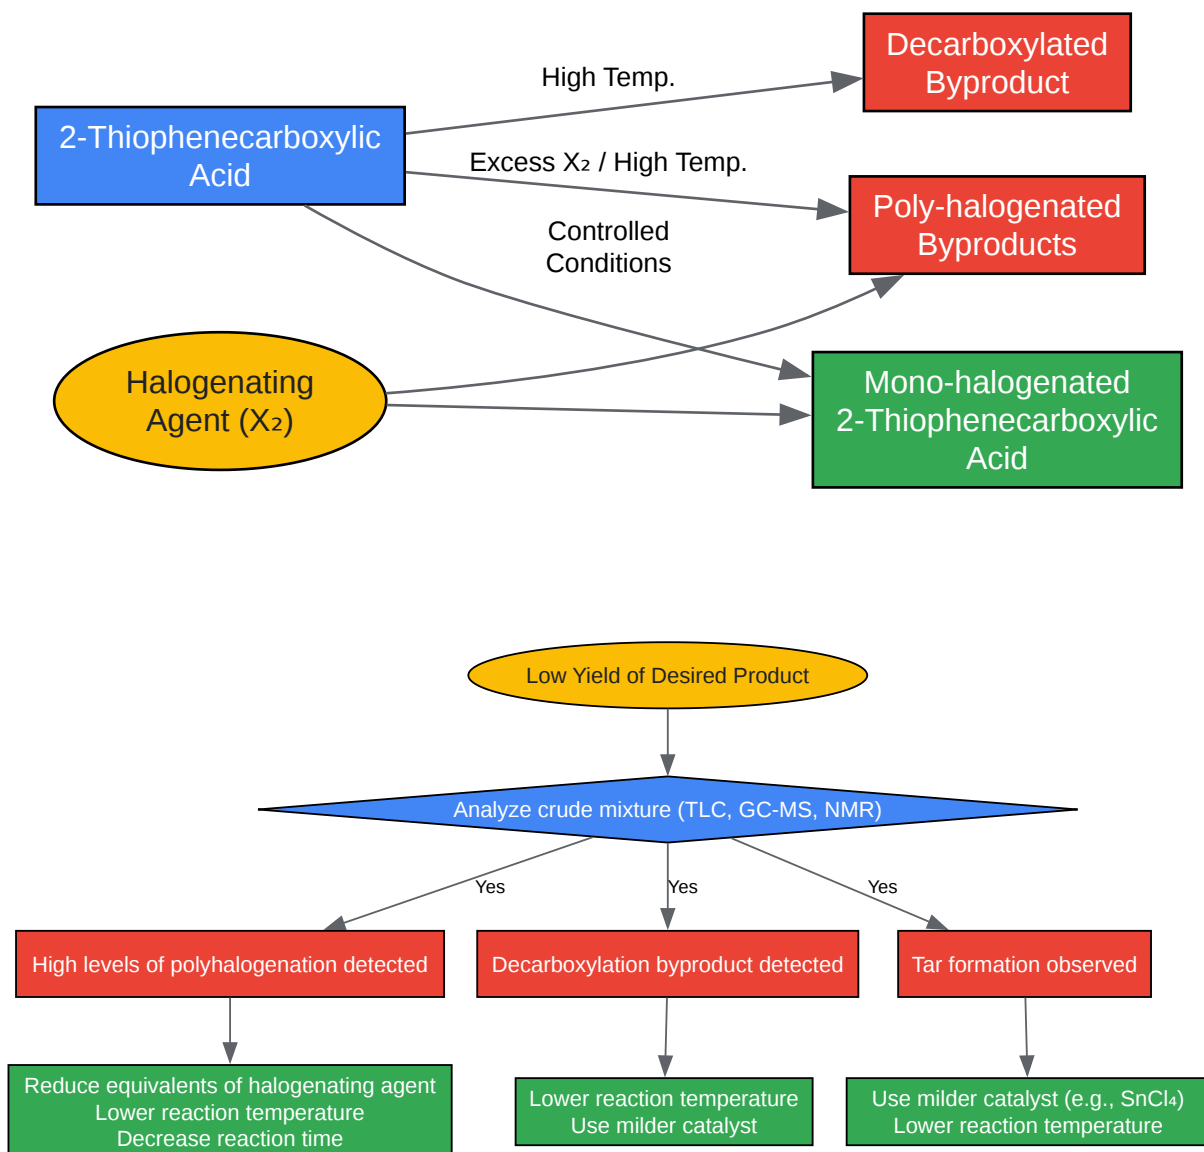 Decarboxylated
Byproduct
High Temp.
2-Thiophenecarboxylic
Acid
Excess X₂ / High Temp.
Poly-halogenated
Byproducts
Controlled
Conditions
Halogenating
Agent (X₂)
Mono-halogenated
2-Thiophenecarboxylic
Acid
Low Yield of Desired Product
Analyze crude mixture (TLC, GC-MS, NMR)
Yes
Yes
Yes
High levels of polyhalogenation detected
Decarboxylation byproduct detected
Tar formation observed
Reduce equivalents of halogenating agent
Lower reaction temperature
Decrease reaction time
Lower reaction temperature
Use milder catalyst
Use milder catalyst (e.g., SnCl₄)
Lower reaction temperature